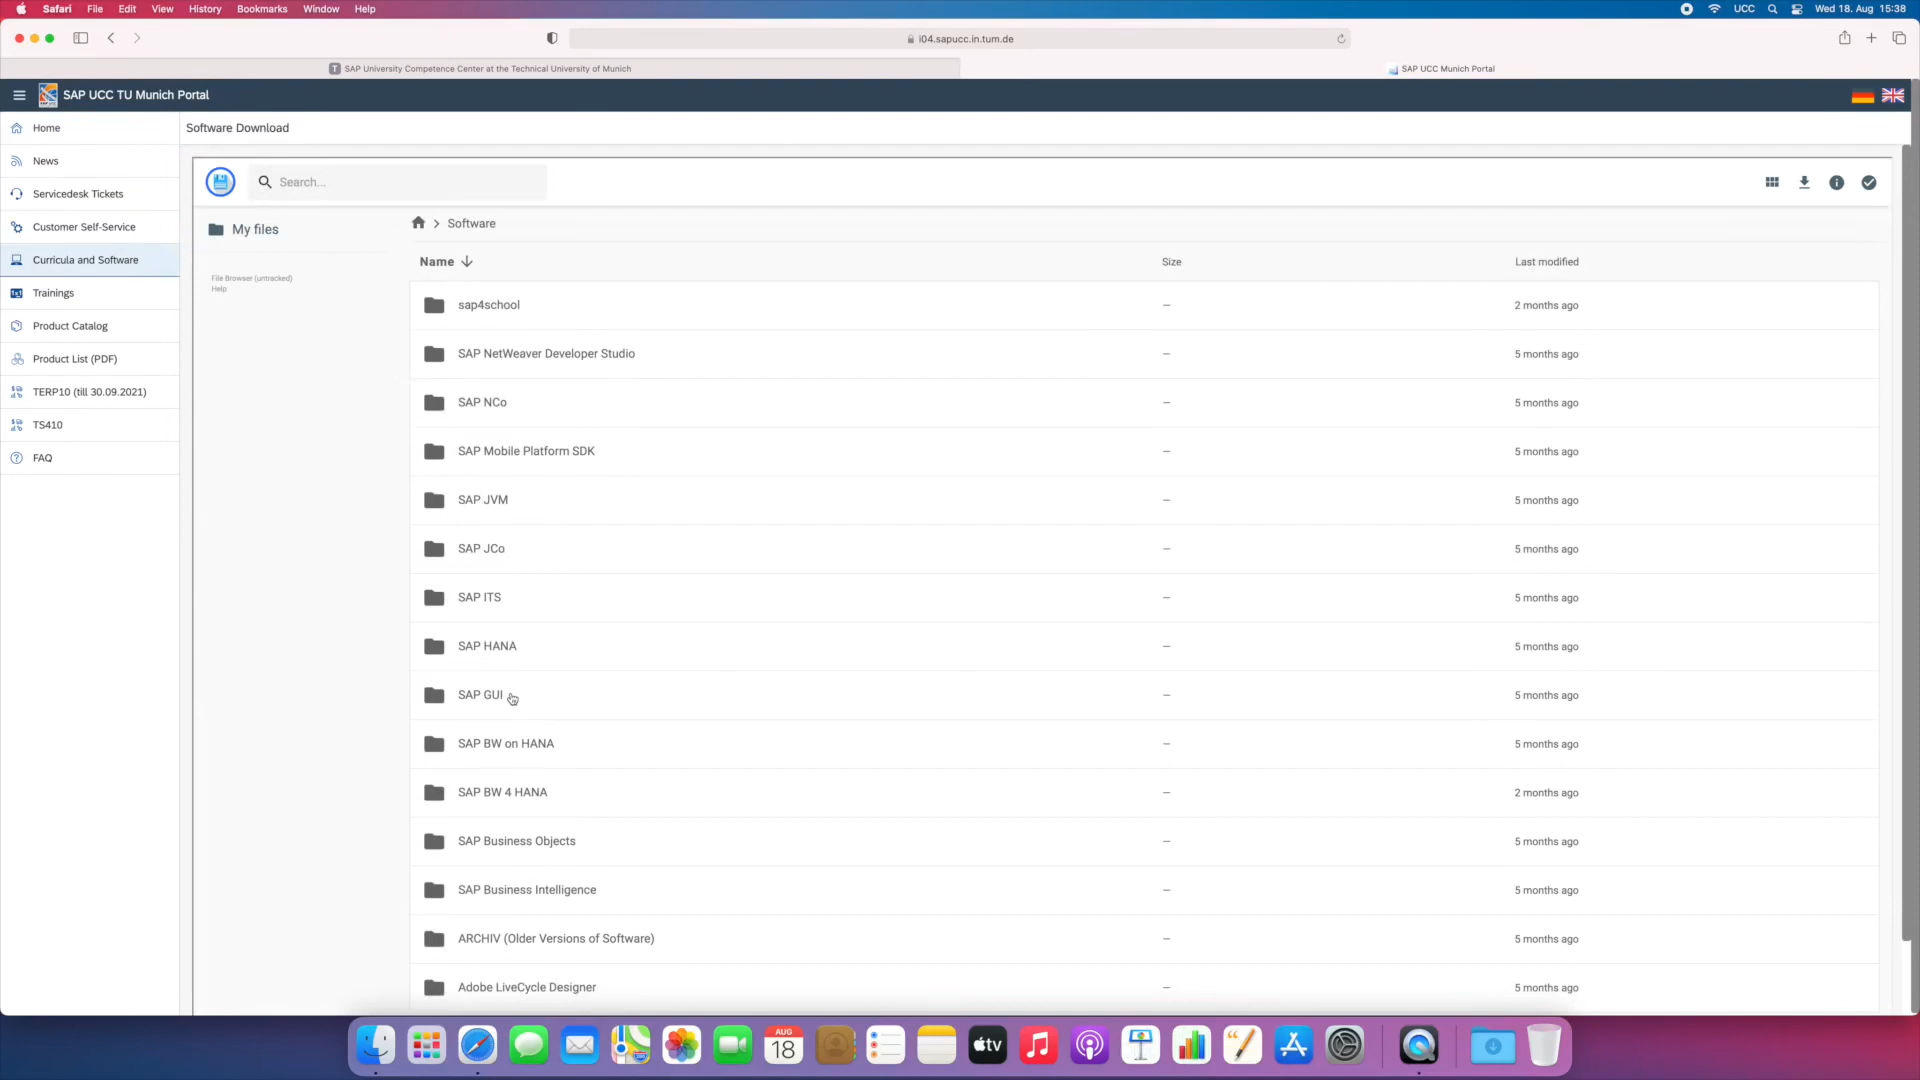 Safari File Edit View History Bookmarks Window Help UCC Wed 18. Aug 15:38
i04.sapucc.in.tum.de
T SAP University Competence Center at the Technical University of Munich
SAP UCC Munich Portal
SAP UCC TU Munich Portal
Home
News
Servicedesk Tickets
Customer Self-Service
Curricula and Software
Trainings
Product Catalog
Product List (PDF)
TERP10 (till 30.09.2021)
TS410
FAQ
Software Download
Search...
My files
File Browser (untracked)
Help
> Software
Name Size Last modified
sap4school – 2 months ago
SAP NetWeaver Developer Studio – 5 months ago
SAP NCo – 5 months ago
SAP Mobile Platform SDK – 5 months ago
SAP JVM – 5 months ago
SAP JCo – 5 months ago
SAP ITS – 5 months ago
SAP HANA – 5 months ago
SAP GUI – 5 months ago
SAP BW on HANA – 5 months ago
SAP BW 4 HANA – 2 months ago
SAP Business Objects – 5 months ago
SAP Business Intelligence – 5 months ago
ARCHIV (Older Versions of Software) – 5 months ago
Adobe LiveCycle Designer – 5 months ago
AUG
18
tv